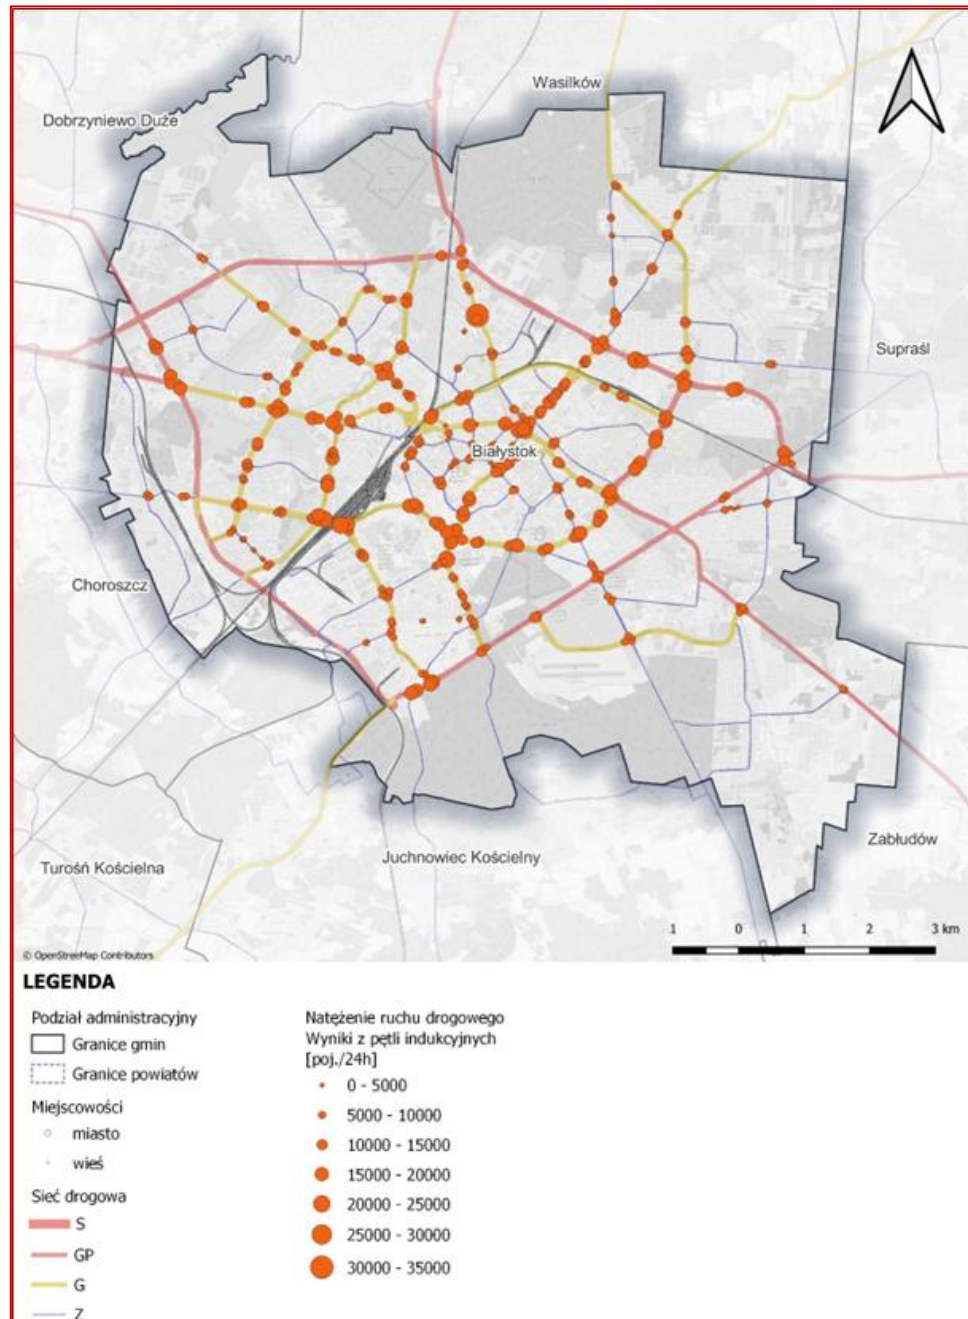 Wasilków
Dobrzyniewo Duże
Supraśl
Białystok
Choroszcz
Zabłudów
Juchnowiec Kościelny
Turośń Kościelna
1 0 1 2 3 km
© OpenStreetMap Contributors
LEGENDA
Podział administracyjny
Granice gmin
Granice powiatów
Miejscowości
miasto
wieś
Sieć drogowa
S
GP
G
Z
Natężenie ruchu drogowego
Wyniki z pętli indukcyjnych
[poj./24h]
0 - 5000
5000 - 10000
10000 - 15000
15000 - 20000
20000 - 25000
25000 - 30000
30000 - 35000